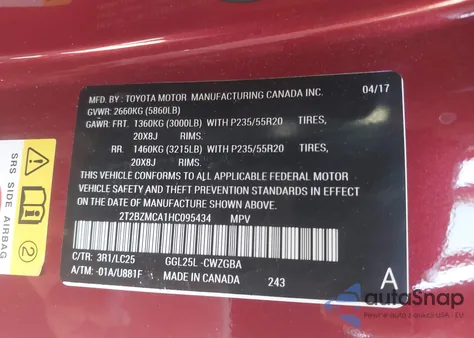 MFD. BY: TOYOTA MOTOR MANUFACTURING CANADA INC. 04/17
GVWR: 2660KG (5860LB)
GAWR: FRT. 1360KG (3000LB) WITH P235/55R20 TIRES,
20X8J RIMS.
RR. 1460KG (3215LB) WITH P235/55R20 TIRES,
20X8J RIMS.
THIS VEHICLE CONFORMS TO ALL APPLICABLE FEDERAL MOTOR
VEHICLE SAFETY AND THEFT PREVENTION STANDARDS IN EFFECT
ON THE DATE OF MANUFACTURE SHOWN ABOVE.
2T2BZMCA1HC095434 MPV
C/TR: 3R1/LC25 GGL25L -CWZGBA
A/TM: -01A/U881F MADE IN CANADA 243 A
SRS SIDE AIRBAG
2
autoSnap